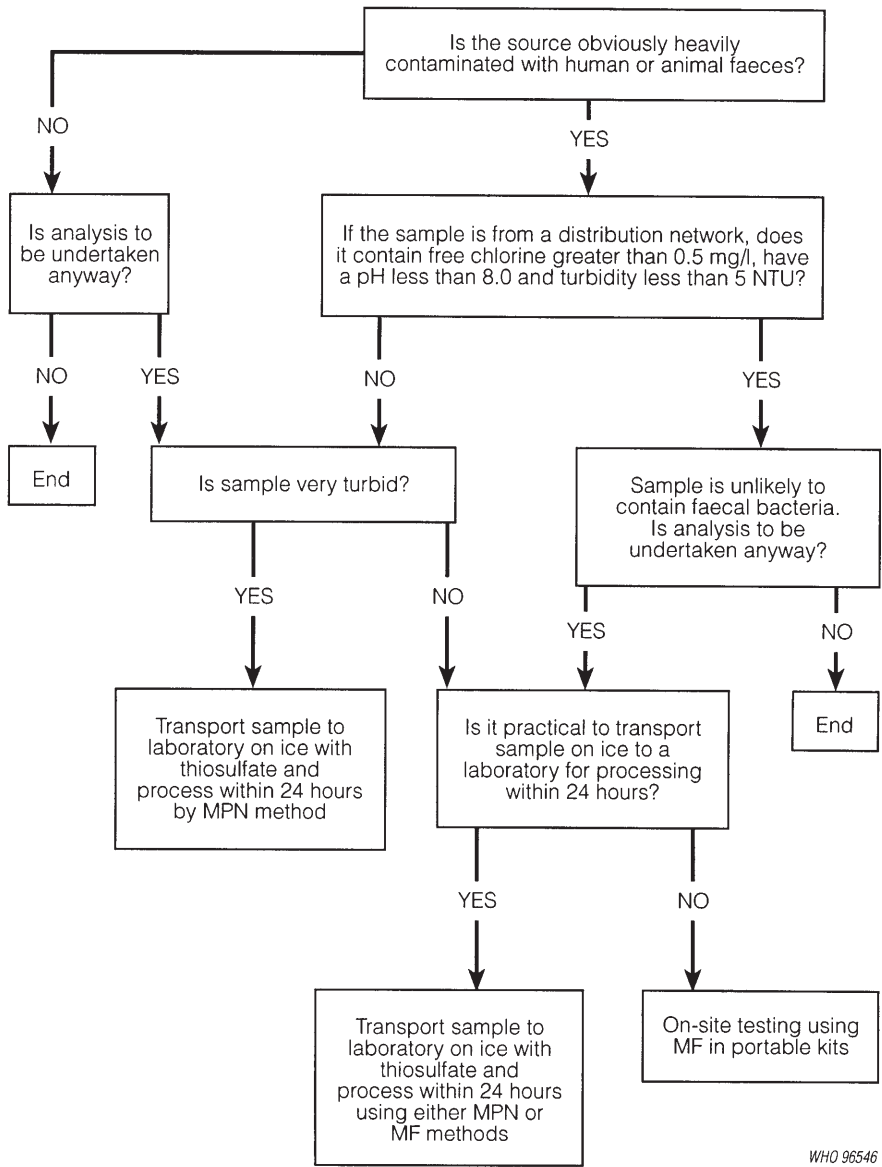 Is the source obviously heavily
contaminated with human or animal faeces?
NO
YES
Is analysis to
be undertaken
anyway?
If the sample is from a distribution network, does
it contain free chlorine greater than 0.5 mg/l, have
a pH less than 8.0 and turbidity less than 5 NTU?
NO
YES
NO
YES
End
Is sample very turbid?
Sample is unlikely to
contain faecal bacteria.
Is analysis to be
undertaken anyway?
YES
NO
YES
NO
Transport sample to
laboratory on ice with
thiosulfate and
process within 24 hours
by MPN method
Is it practical to transport
sample on ice to a
laboratory for processing
within 24 hours?
End
YES
NO
Transport sample to
laboratory on ice with
thiosulfate and
process within 24 hours
using either MPN or
MF methods
On-site testing using
MF in portable kits
WHO 96546